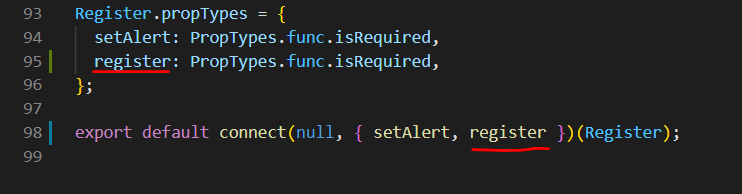 93 Register.propTypes = {
94 setAlert: PropTypes.func.isRequired,
95 register: PropTypes.func.isRequired,
96 };
97
98 export default connect(null, { setAlert, register })(Register);
99